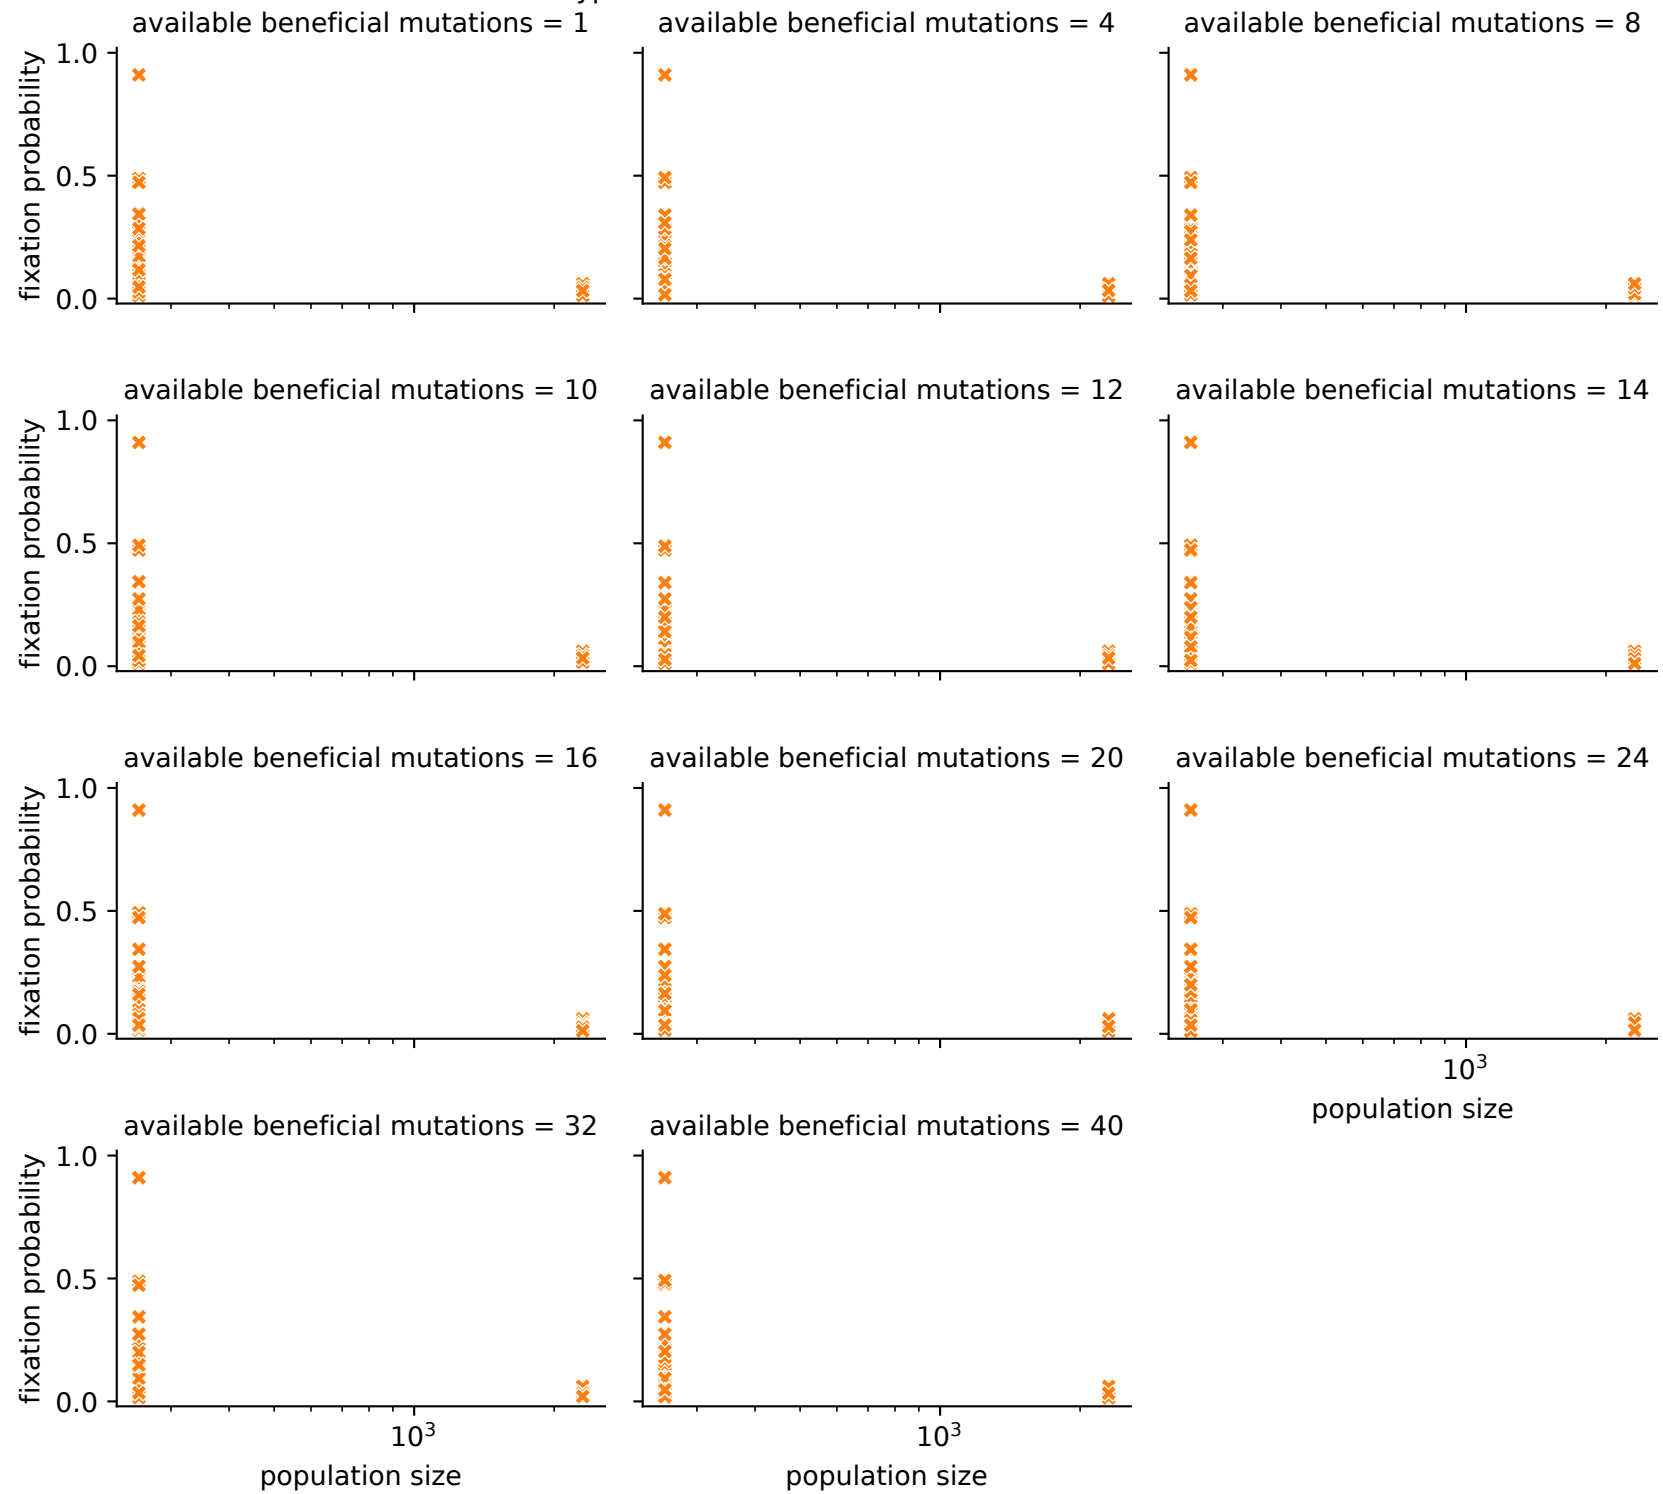 available beneficial mutations = 1
available beneficial mutations = 4
available beneficial mutations = 8
fixation probability
1.0
0.5
0.0
available beneficial mutations = 10
available beneficial mutations = 12
available beneficial mutations = 14
fixation probability
1.0
0.5
0.0
available beneficial mutations = 16
available beneficial mutations = 20
available beneficial mutations = 24
fixation probability
1.0
0.5
0.0
10³
population size
available beneficial mutations = 32
available beneficial mutations = 40
fixation probability
1.0
0.5
0.0
10³
10³
population size
population size